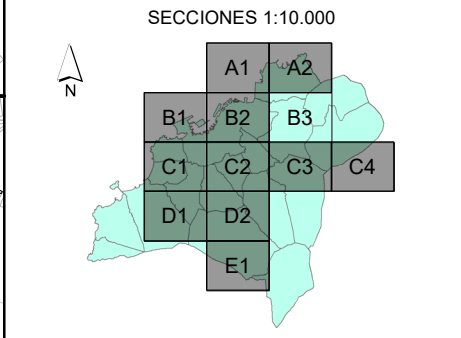 SECCIONES 1:10.000
N
A1 A2
B1 B2 B3
C1 C2 C3 C4
D1 D2
E1